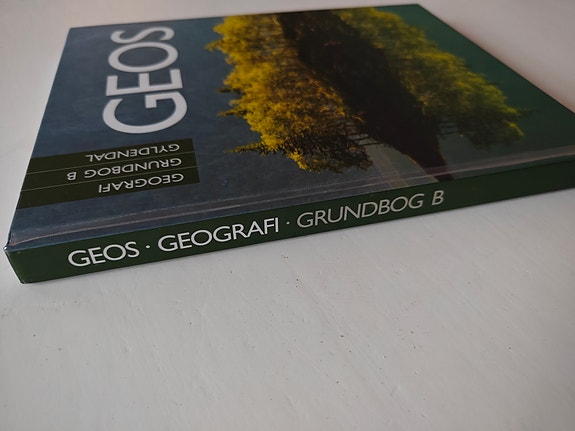 GEOS
GEOGRAFI
GRUNDBOG B
GYLDENDAL
GEOS · GEOGRAFI · GRUNDBOG B